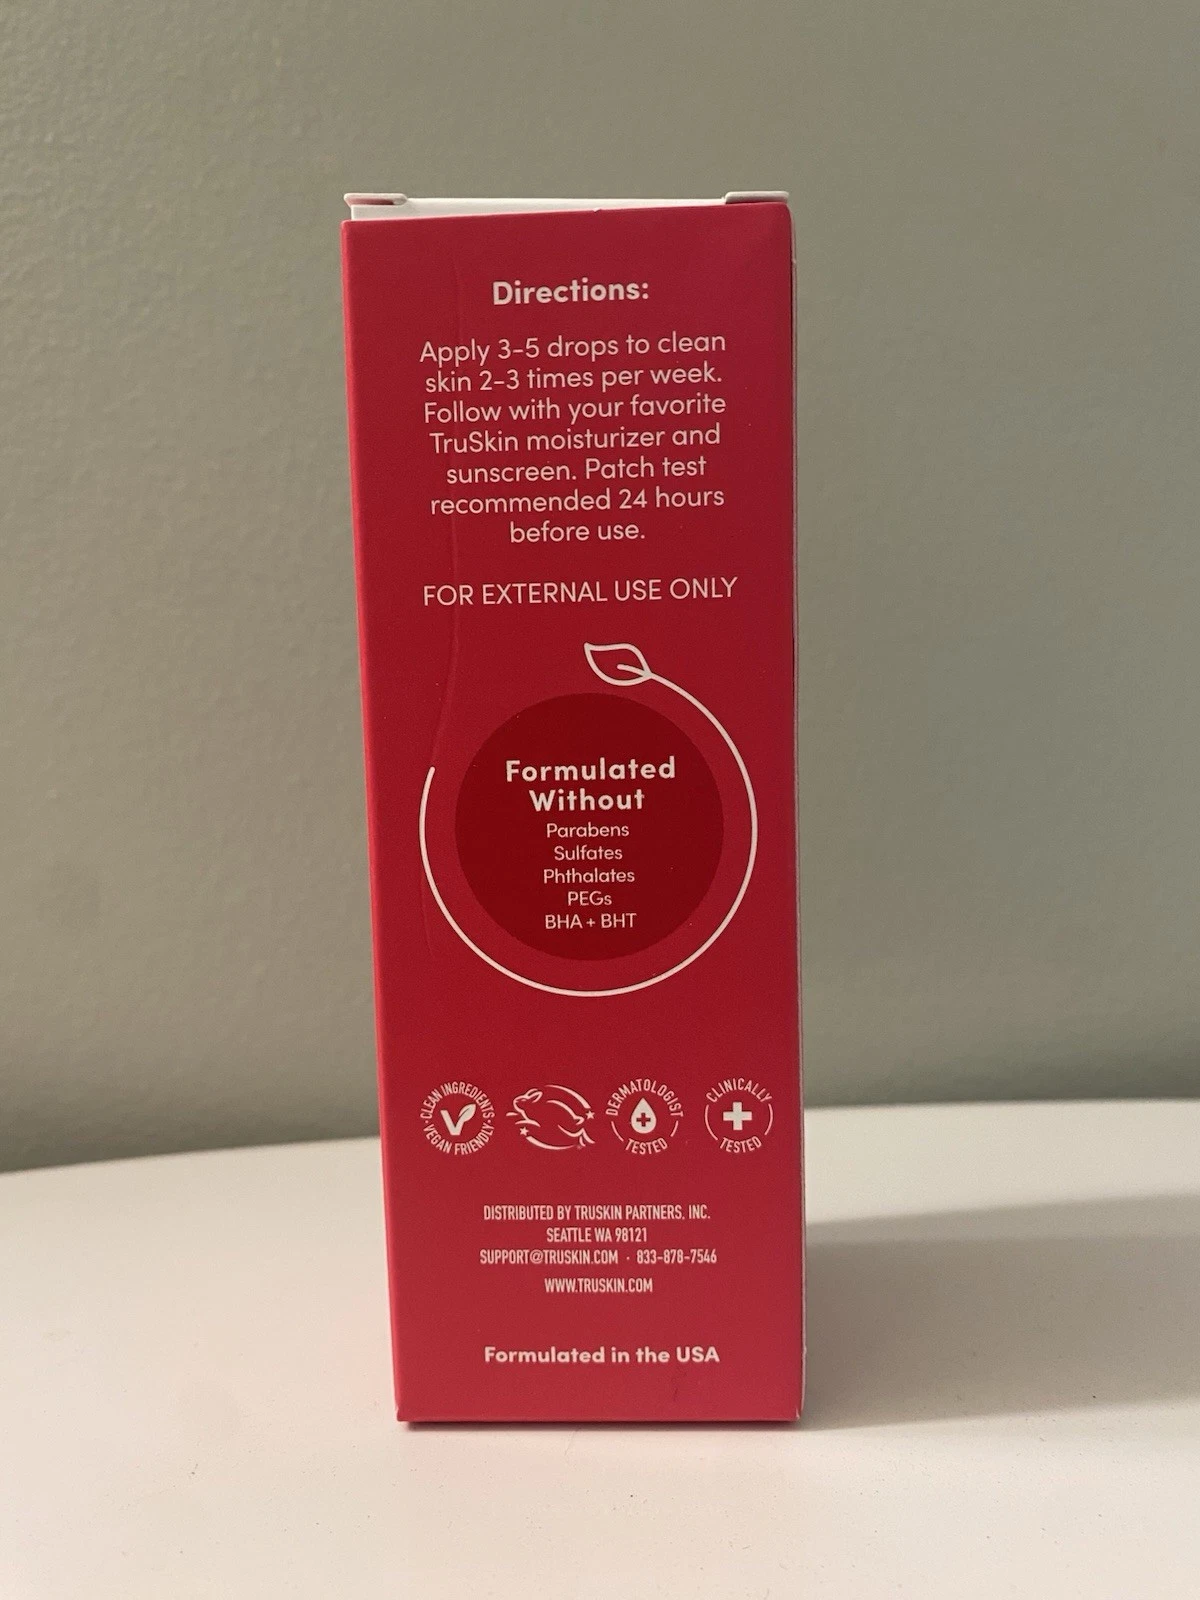 Directions:
Apply 3-5 drops to clean
skin 2-3 times per week.
Follow with your favorite
TruSkin moisturizer and
sunscreen. Patch test
recommended 24 hours
before use.
FOR EXTERNAL USE ONLY
Formulated
Without
Parabens
Sulfates
Phthalates
PEGs
BHA + BHT
CLEAN INGREDIENTS
VEGAN FRIENDLY
DERMATOLOGIST
TESTED
CLINICALLY
TESTED
DISTRIBUTED BY TRUSKIN PARTNERS, INC.
SEATTLE WA 98121
SUPPORT@TRUSKIN.COM · 833-878-7546
WWW.TRUSKIN.COM
Formulated in the USA